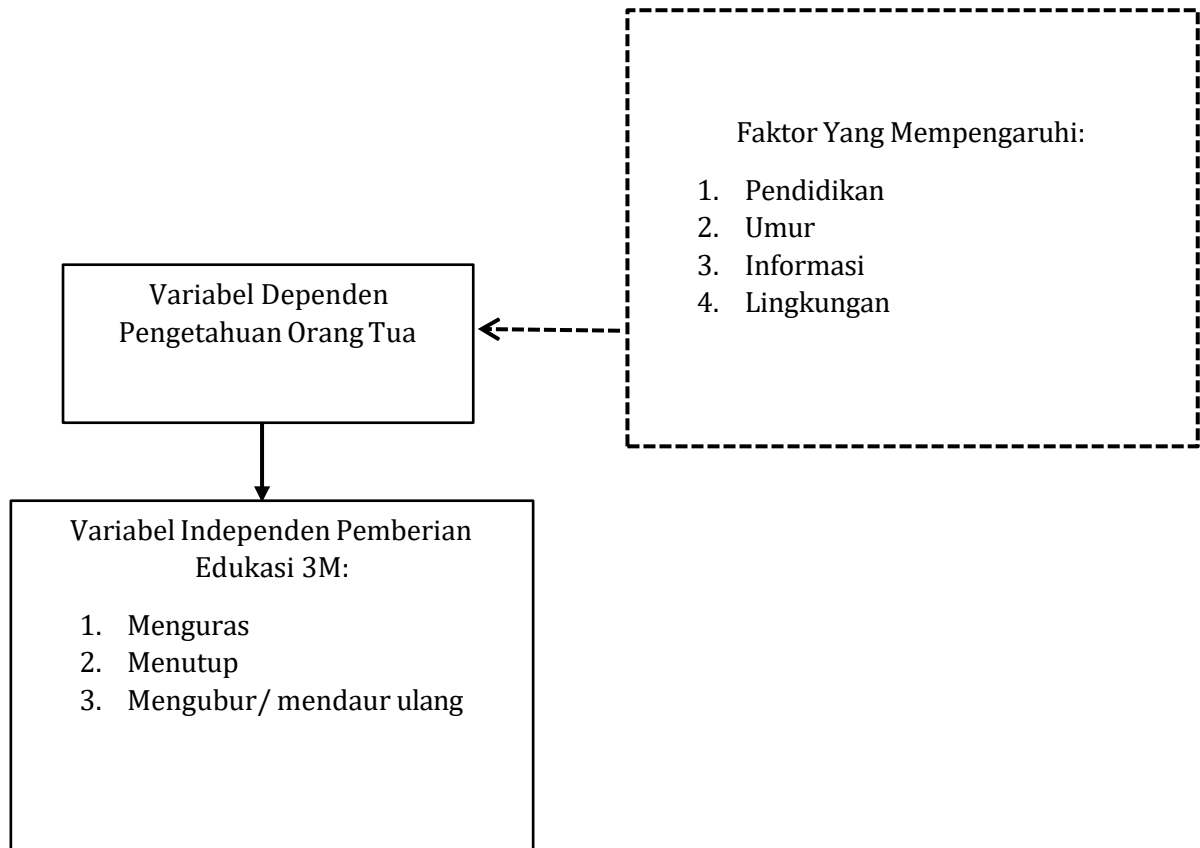 Faktor Yang Mempengaruhi:
1. Pendidikan
2. Umur
3. Informasi
4. Lingkungan
Variabel Dependen
Pengetahuan Orang Tua
Variabel Independen Pemberian
Edukasi 3M:
1. Menguras
2. Menutup
3. Mengubur/ mendaur ulang